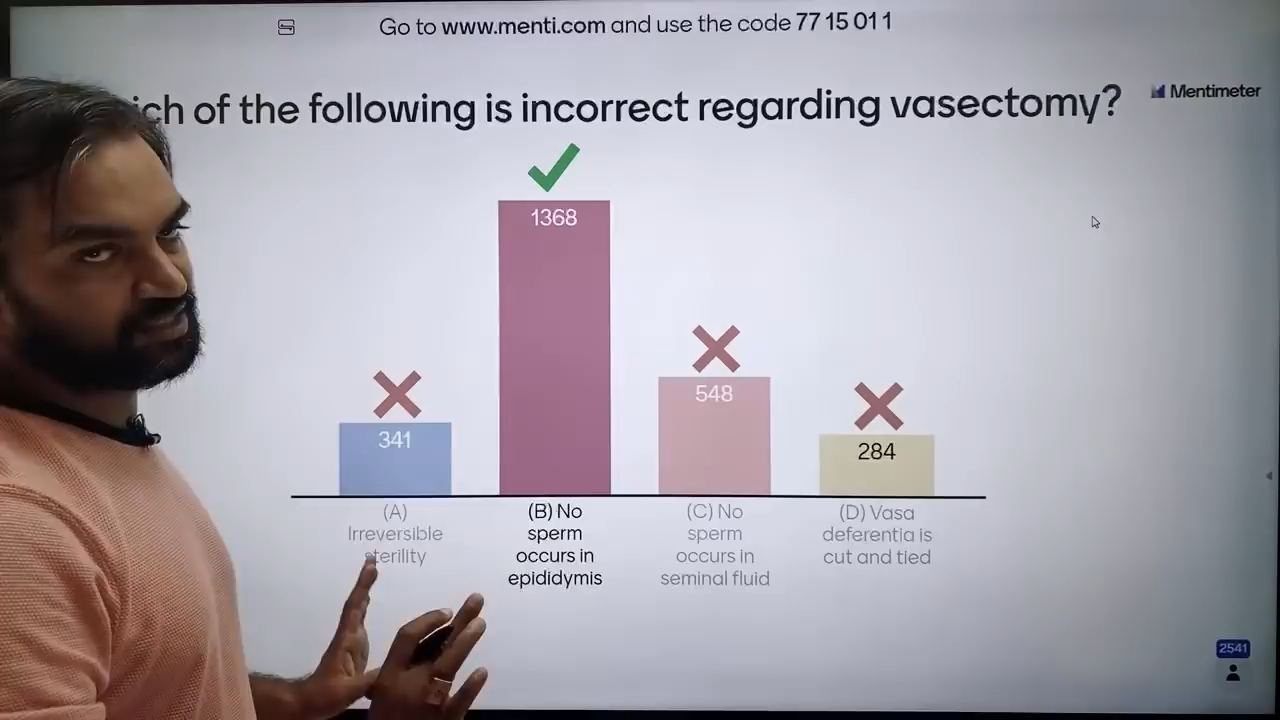 Go to www.menti.com and use the code 77 15 01 1
ich of the following is incorrect regarding vasectomy?
Mentimeter
1368
548
341
284
(A)
Irreversible
sterility
(B) No
sperm
occurs in
epididymis
(C) No
sperm
occurs in
seminal fluid
(D) Vasa
deferentia is
cut and tied
2541